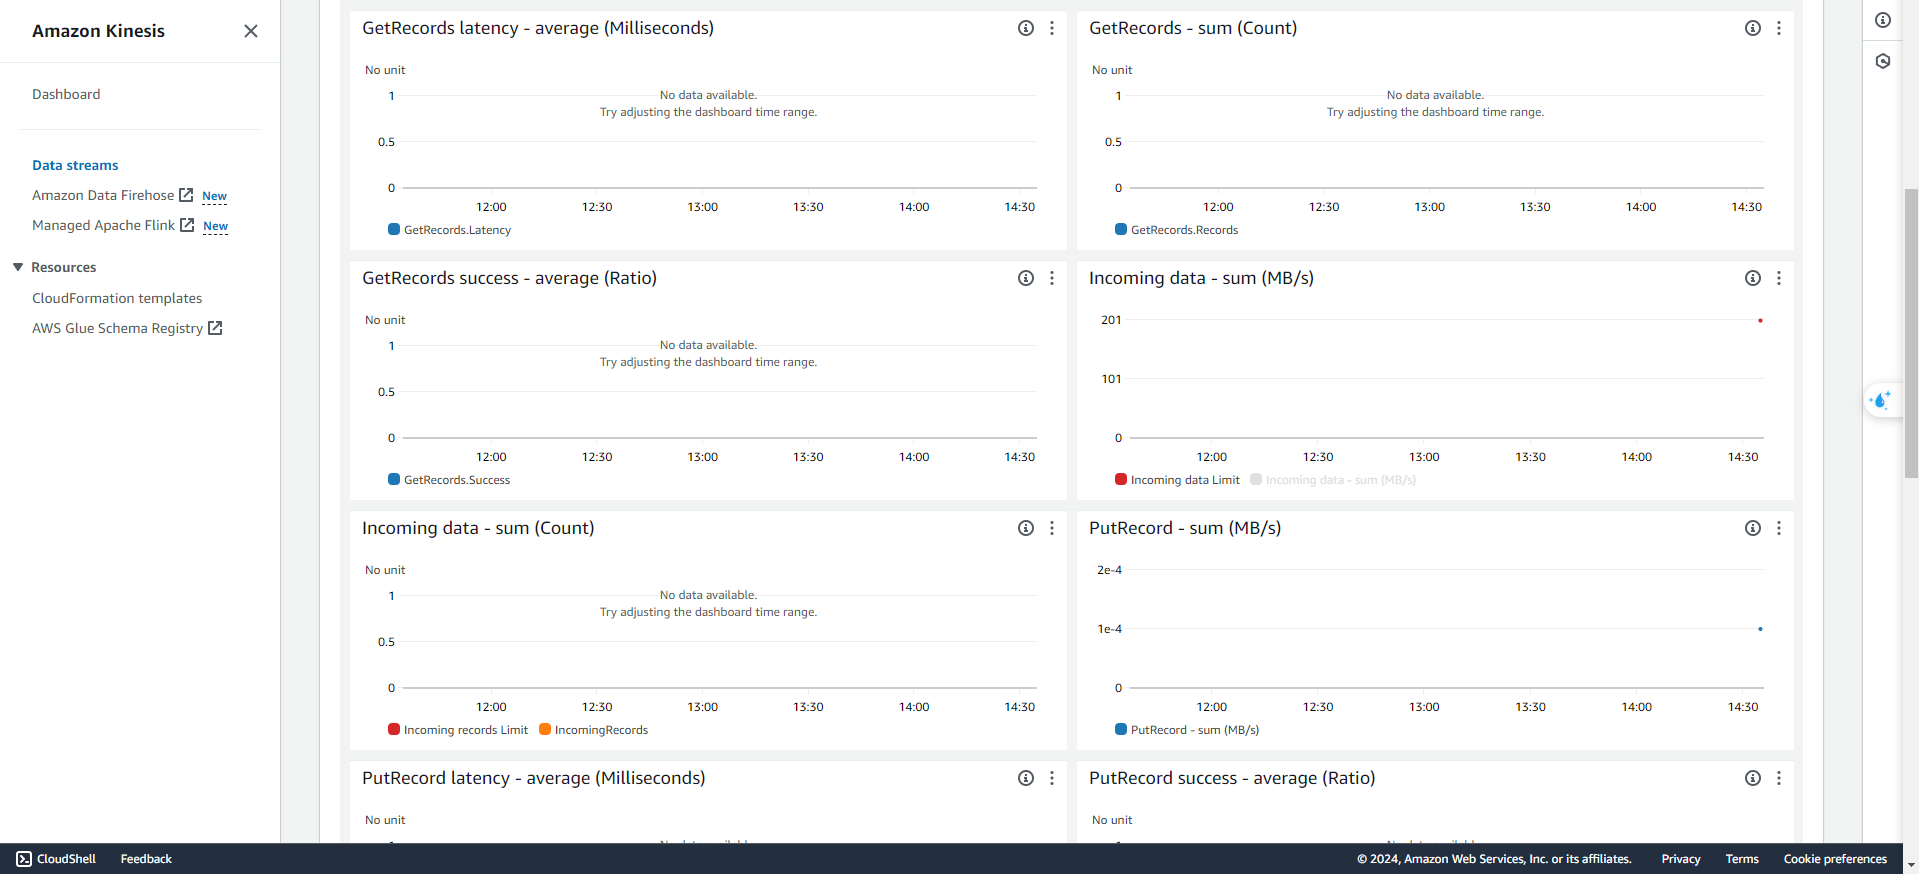 Amazon Kinesis
Dashboard
Data streams
Amazon Data Firehose New
Managed Apache Flink New
Resources
CloudFormation templates
AWS Glue Schema Registry
GetRecords latency - average (Milliseconds)
No unit
No data available.
Try adjusting the dashboard time range.
1
0.5
0
12:00 12:30 13:00 13:30 14:00 14:30
GetRecords.Latency
GetRecords - sum (Count)
No unit
No data available.
Try adjusting the dashboard time range.
1
0.5
0
12:00 12:30 13:00 13:30 14:00 14:30
GetRecords.Records
GetRecords success - average (Ratio)
No unit
No data available.
Try adjusting the dashboard time range.
1
0.5
0
12:00 12:30 13:00 13:30 14:00 14:30
GetRecords.Success
Incoming data - sum (MB/s)
201
101
0
12:00 12:30 13:00 13:30 14:00 14:30
Incoming data Limit Incoming data - sum (MB/s)
Incoming data - sum (Count)
No unit
No data available.
Try adjusting the dashboard time range.
1
0.5
0
12:00 12:30 13:00 13:30 14:00 14:30
Incoming records Limit IncomingRecords
PutRecord - sum (MB/s)
2e-4
1e-4
0
12:00 12:30 13:00 13:30 14:00 14:30
PutRecord - sum (MB/s)
PutRecord latency - average (Milliseconds)
No unit
PutRecord success - average (Ratio)
No unit
CloudShell Feedback © 2024, Amazon Web Services, Inc. or its affiliates. Privacy Terms Cookie preferences